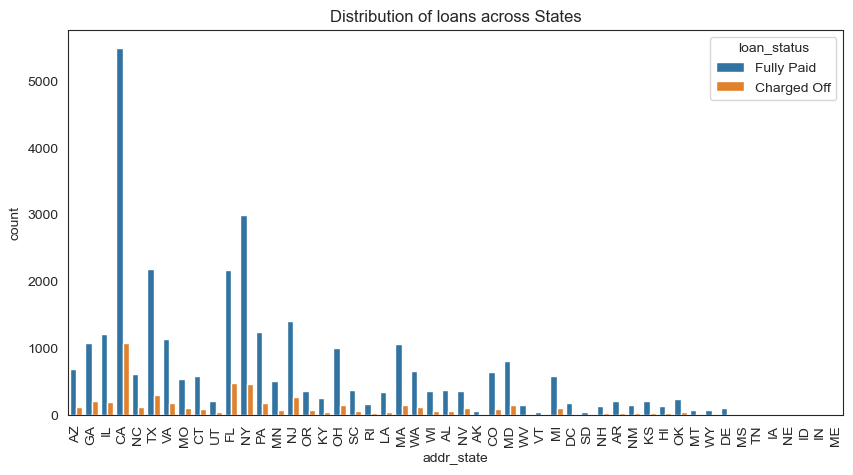 Distribution of loans across States
loan_status
Fully Paid
Charged Off
5000
4000
3000
2000
1000
0
count
AZ GA IL CA NC TX VA MO CT UT FL NY PA MN NJ OR KY OH SC RI LA MA WA WI AL NV AK CO MD WV VT MI DC SD NH AR NM KS HI OK MT WY DE MS TN IA NE ID IN ME
addr_state